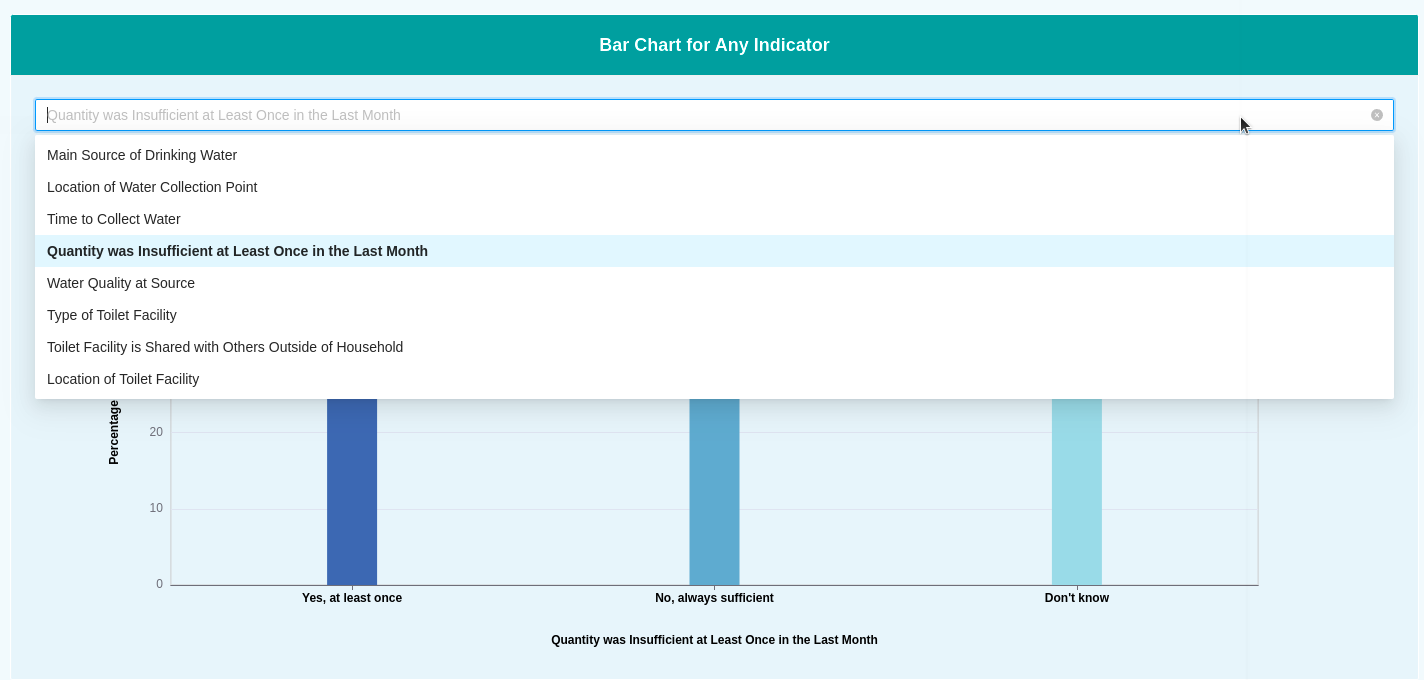 Bar Chart for Any Indicator
Quantity was Insufficient at Least Once in the Last Month
Main Source of Drinking Water
Location of Water Collection Point
Time to Collect Water
Quantity was Insufficient at Least Once in the Last Month
Water Quality at Source
Type of Toilet Facility
Toilet Facility is Shared with Others Outside of Household
Location of Toilet Facility
Percentage
20
10
0
Yes, at least once
No, always sufficient
Don't know
Quantity was Insufficient at Least Once in the Last Month